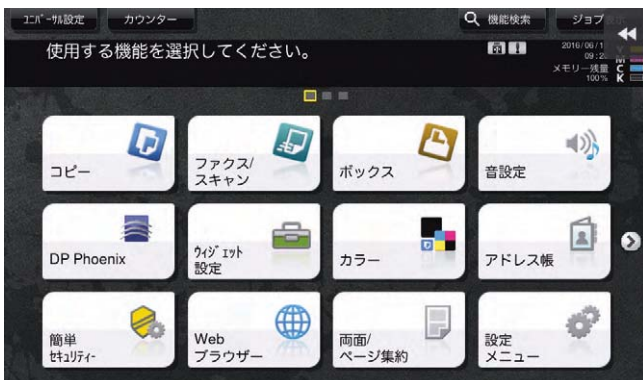 ﾕﾆﾊﾞｰｻﾙ設定
カウンター
機能検索
ジョブ
使用する機能を選択してください。
2016/06/1
09:2
メモリー残量
100%
Y
M
C
K
コピー
ファクス/
スキャン
ボックス
音設定
DP Phoenix
ｳｨｼﾞｪｯﾄ
設定
カラー
アドレス帳
簡単
ｾｷｭﾘﾃｨｰ
Web
ブラウザー
両面/
ページ集約
設定
メニュー